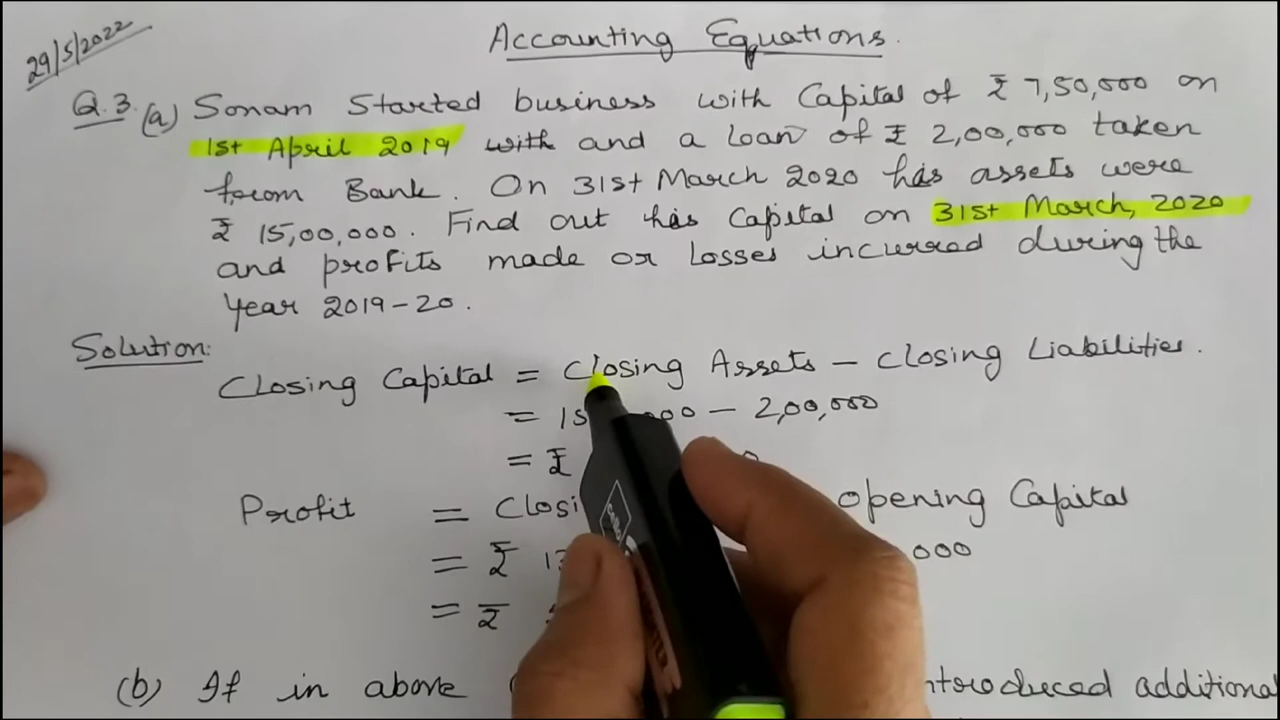 29/5/2022
Accounting Equations.
Q.3. (a) Sonam Started business with Capital of ₹ 7,50,000 on
1st April 2019 with and a loan of ₹ 2,00,000 taken
from Bank. On 31st March 2020 his assets were
₹ 15,00,000. Find out his Capital on 31st March, 2020
and profits made or Losses incurred during the
Year 2019-20.
Solution:
Closing Capital = Closing Assets - Closing Liabilities.
= 15 000 - 2,00,000
= ₹ 0
Profit = Closi opening Capital
= ₹ 13 000
= ₹
(b) If in above ntroduced additional